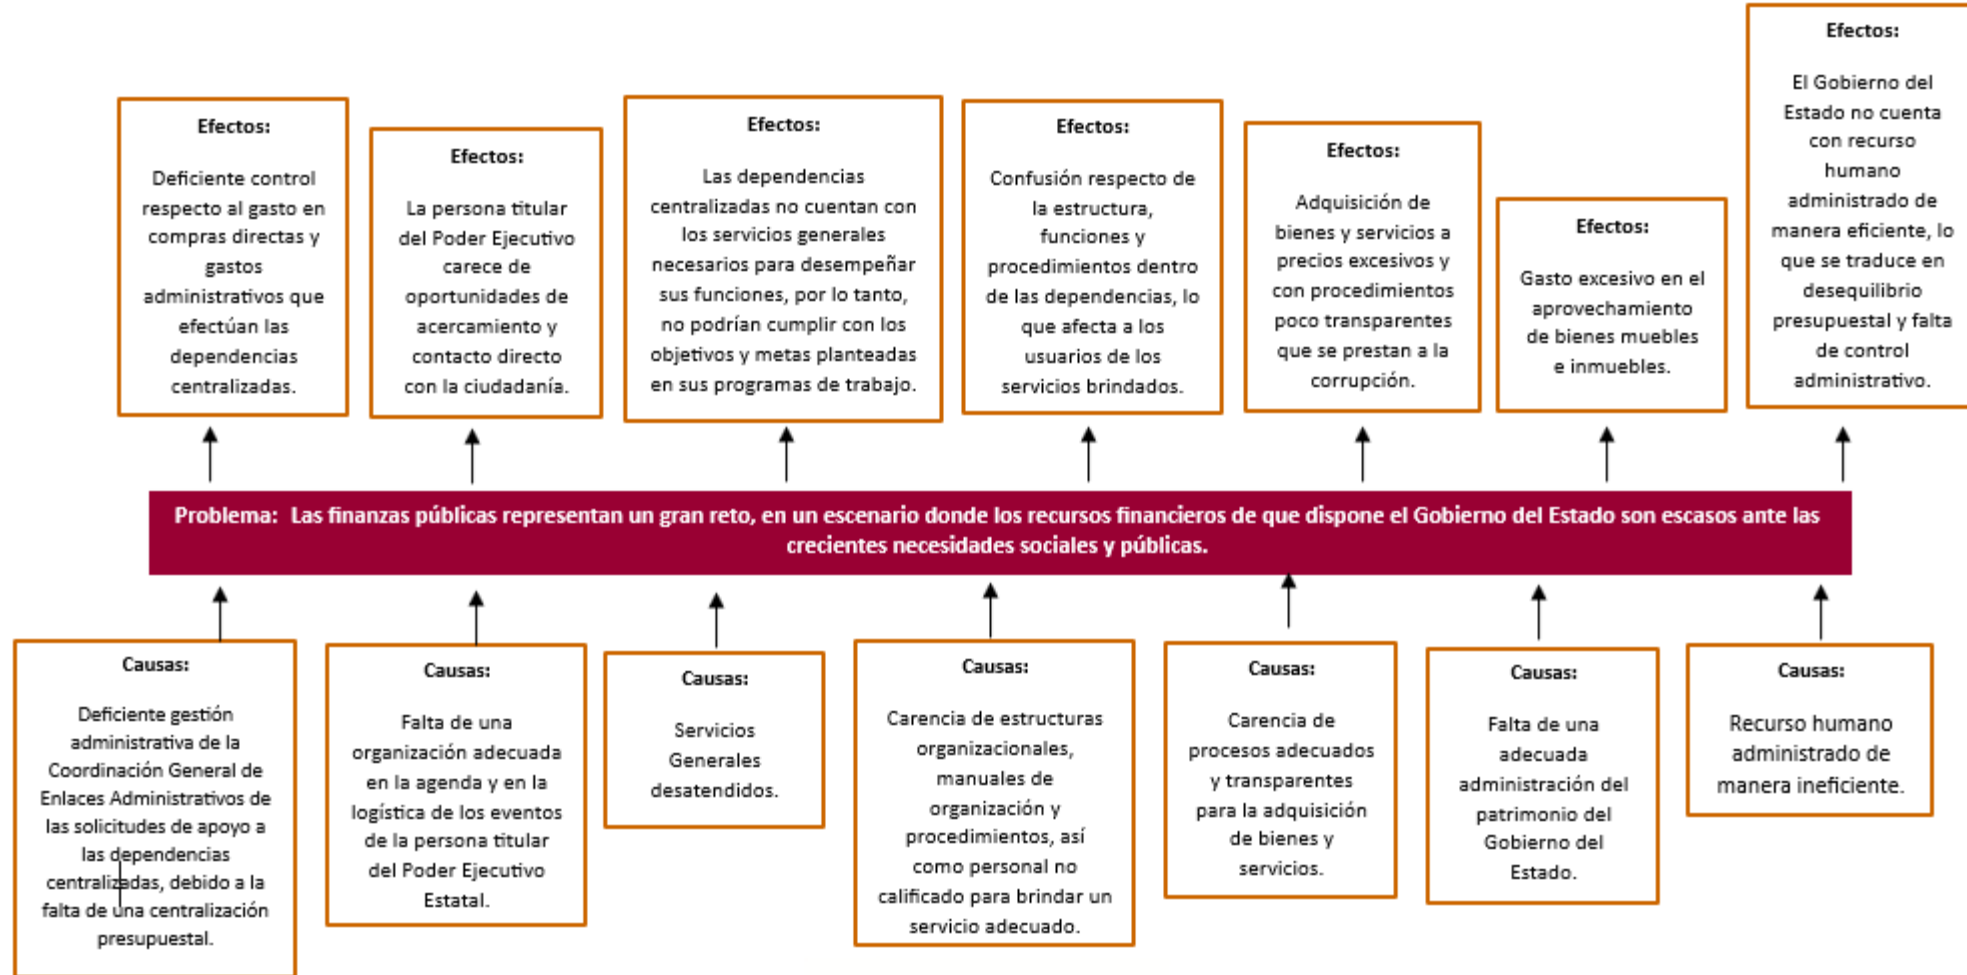 Efectos:
Deficiente control
respecto al gasto en
compras directas y
gastos
administrativos que
efectúan las
dependencias
centralizadas.
Efectos:
La persona titular
del Poder Ejecutivo
carece de
oportunidades de
acercamiento y
contacto directo
con la ciudadanía.
Efectos:
Las dependencias
centralizadas no cuentan con
los servicios generales
necesarios para desempeñar
sus funciones, por lo tanto,
no podrían cumplir con los
objetivos y metas planteadas
en sus programas de trabajo.
Efectos:
Confusión respecto de
la estructura,
funciones y
procedimientos dentro
de las dependencias, lo
que afecta a los
usuarios de los
servicios brindados.
Efectos:
Adquisición de
bienes y servicios a
precios excesivos y
con procedimientos
poco transparentes
que se prestan a la
corrupción.
Efectos:
Gasto excesivo en el
aprovechamiento
de bienes muebles
e inmuebles.
Efectos:
El Gobierno del
Estado no cuenta
con recurso
humano
administrado de
manera eficiente, lo
que se traduce en
desequilibrio
presupuestal y falta
de control
administrativo.
Problema: Las finanzas públicas representan un gran reto, en un escenario donde los recursos financieros de que dispone el Gobierno del Estado son escasos ante las
crecientes necesidades sociales y públicas.
Causas:
Deficiente gestión
administrativa de la
Coordinación General de
Enlaces Administrativos de
las solicitudes de apoyo a
las dependencias
centralizadas, debido a la
falta de una centralización
presupuestal.
Causas:
Falta de una
organización adecuada
en la agenda y en la
logística de los eventos
de la persona titular
del Poder Ejecutivo
Estatal.
Causas:
Servicios
Generales
desatendidos.
Causas:
Carencia de estructuras
organizacionales,
manuales de
organización y
procedimientos, así
como personal no
calificado para brindar un
servicio adecuado.
Causas:
Carencia de
procesos adecuados
y transparentes
para la adquisición
de bienes y
servicios.
Causas:
Falta de una
adecuada
administración del
patrimonio del
Gobierno del
Estado.
Causas:
Recurso humano
administrado de
manera ineficiente.